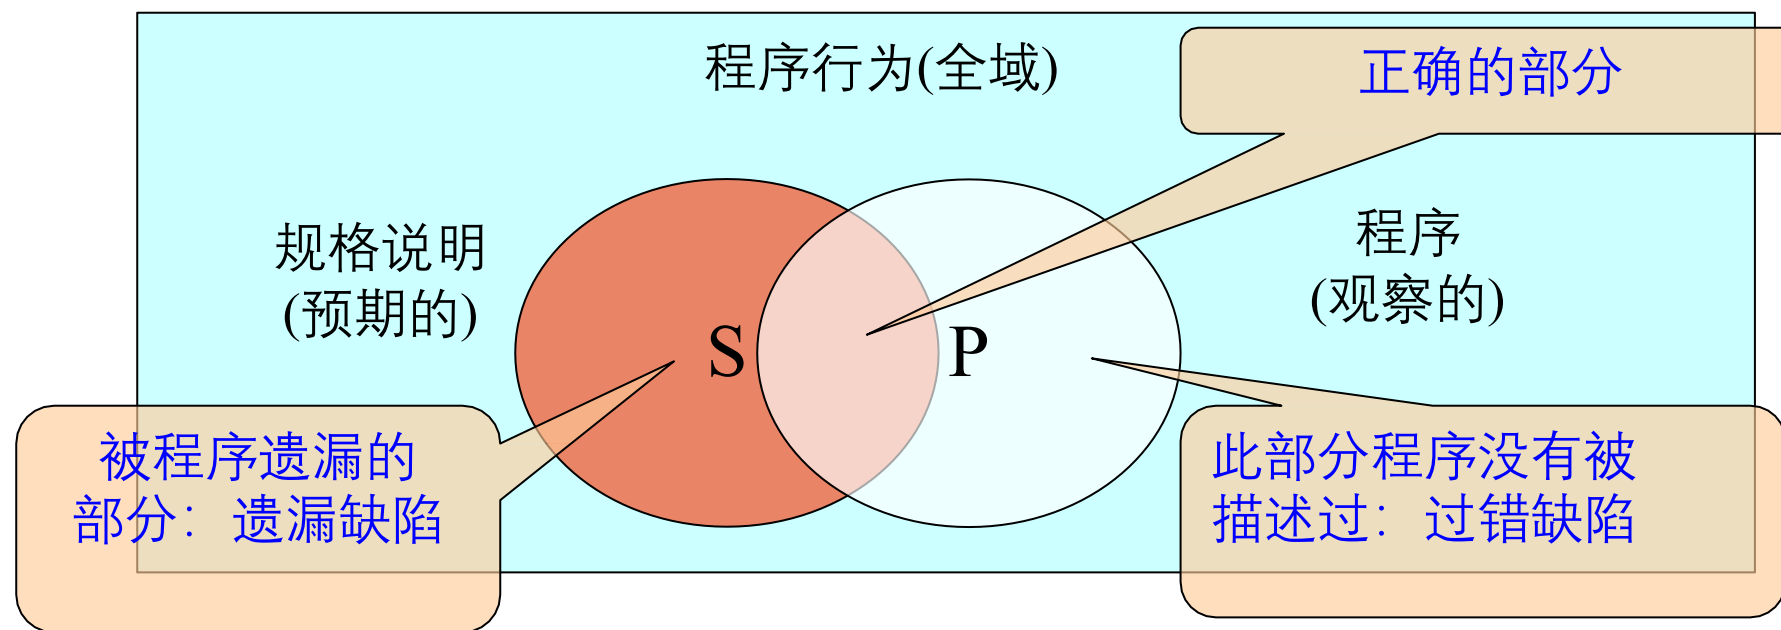 程序行为(全域)
正确的部分
规格说明
(预期的)
程序
(观察的)
S
P
被程序遗漏的
部分：遗漏缺陷
此部分程序没有被
描述过：过错缺陷